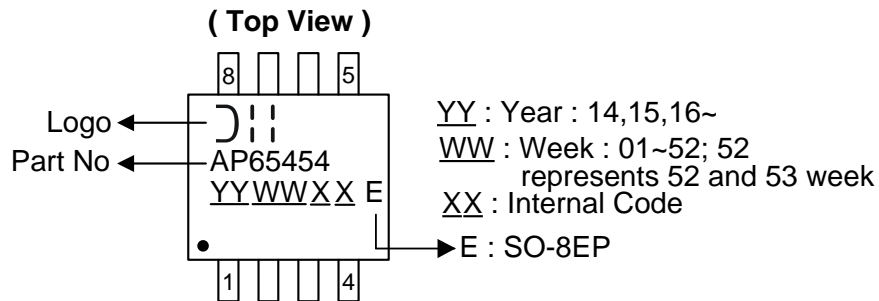 ( Top View )
8 5
Logo
Part No
AP65454
YYWWXX E
1 4
YY : Year : 14,15,16~
WW : Week : 01~52; 52
represents 52 and 53 week
XX : Internal Code
E : SO-8EP